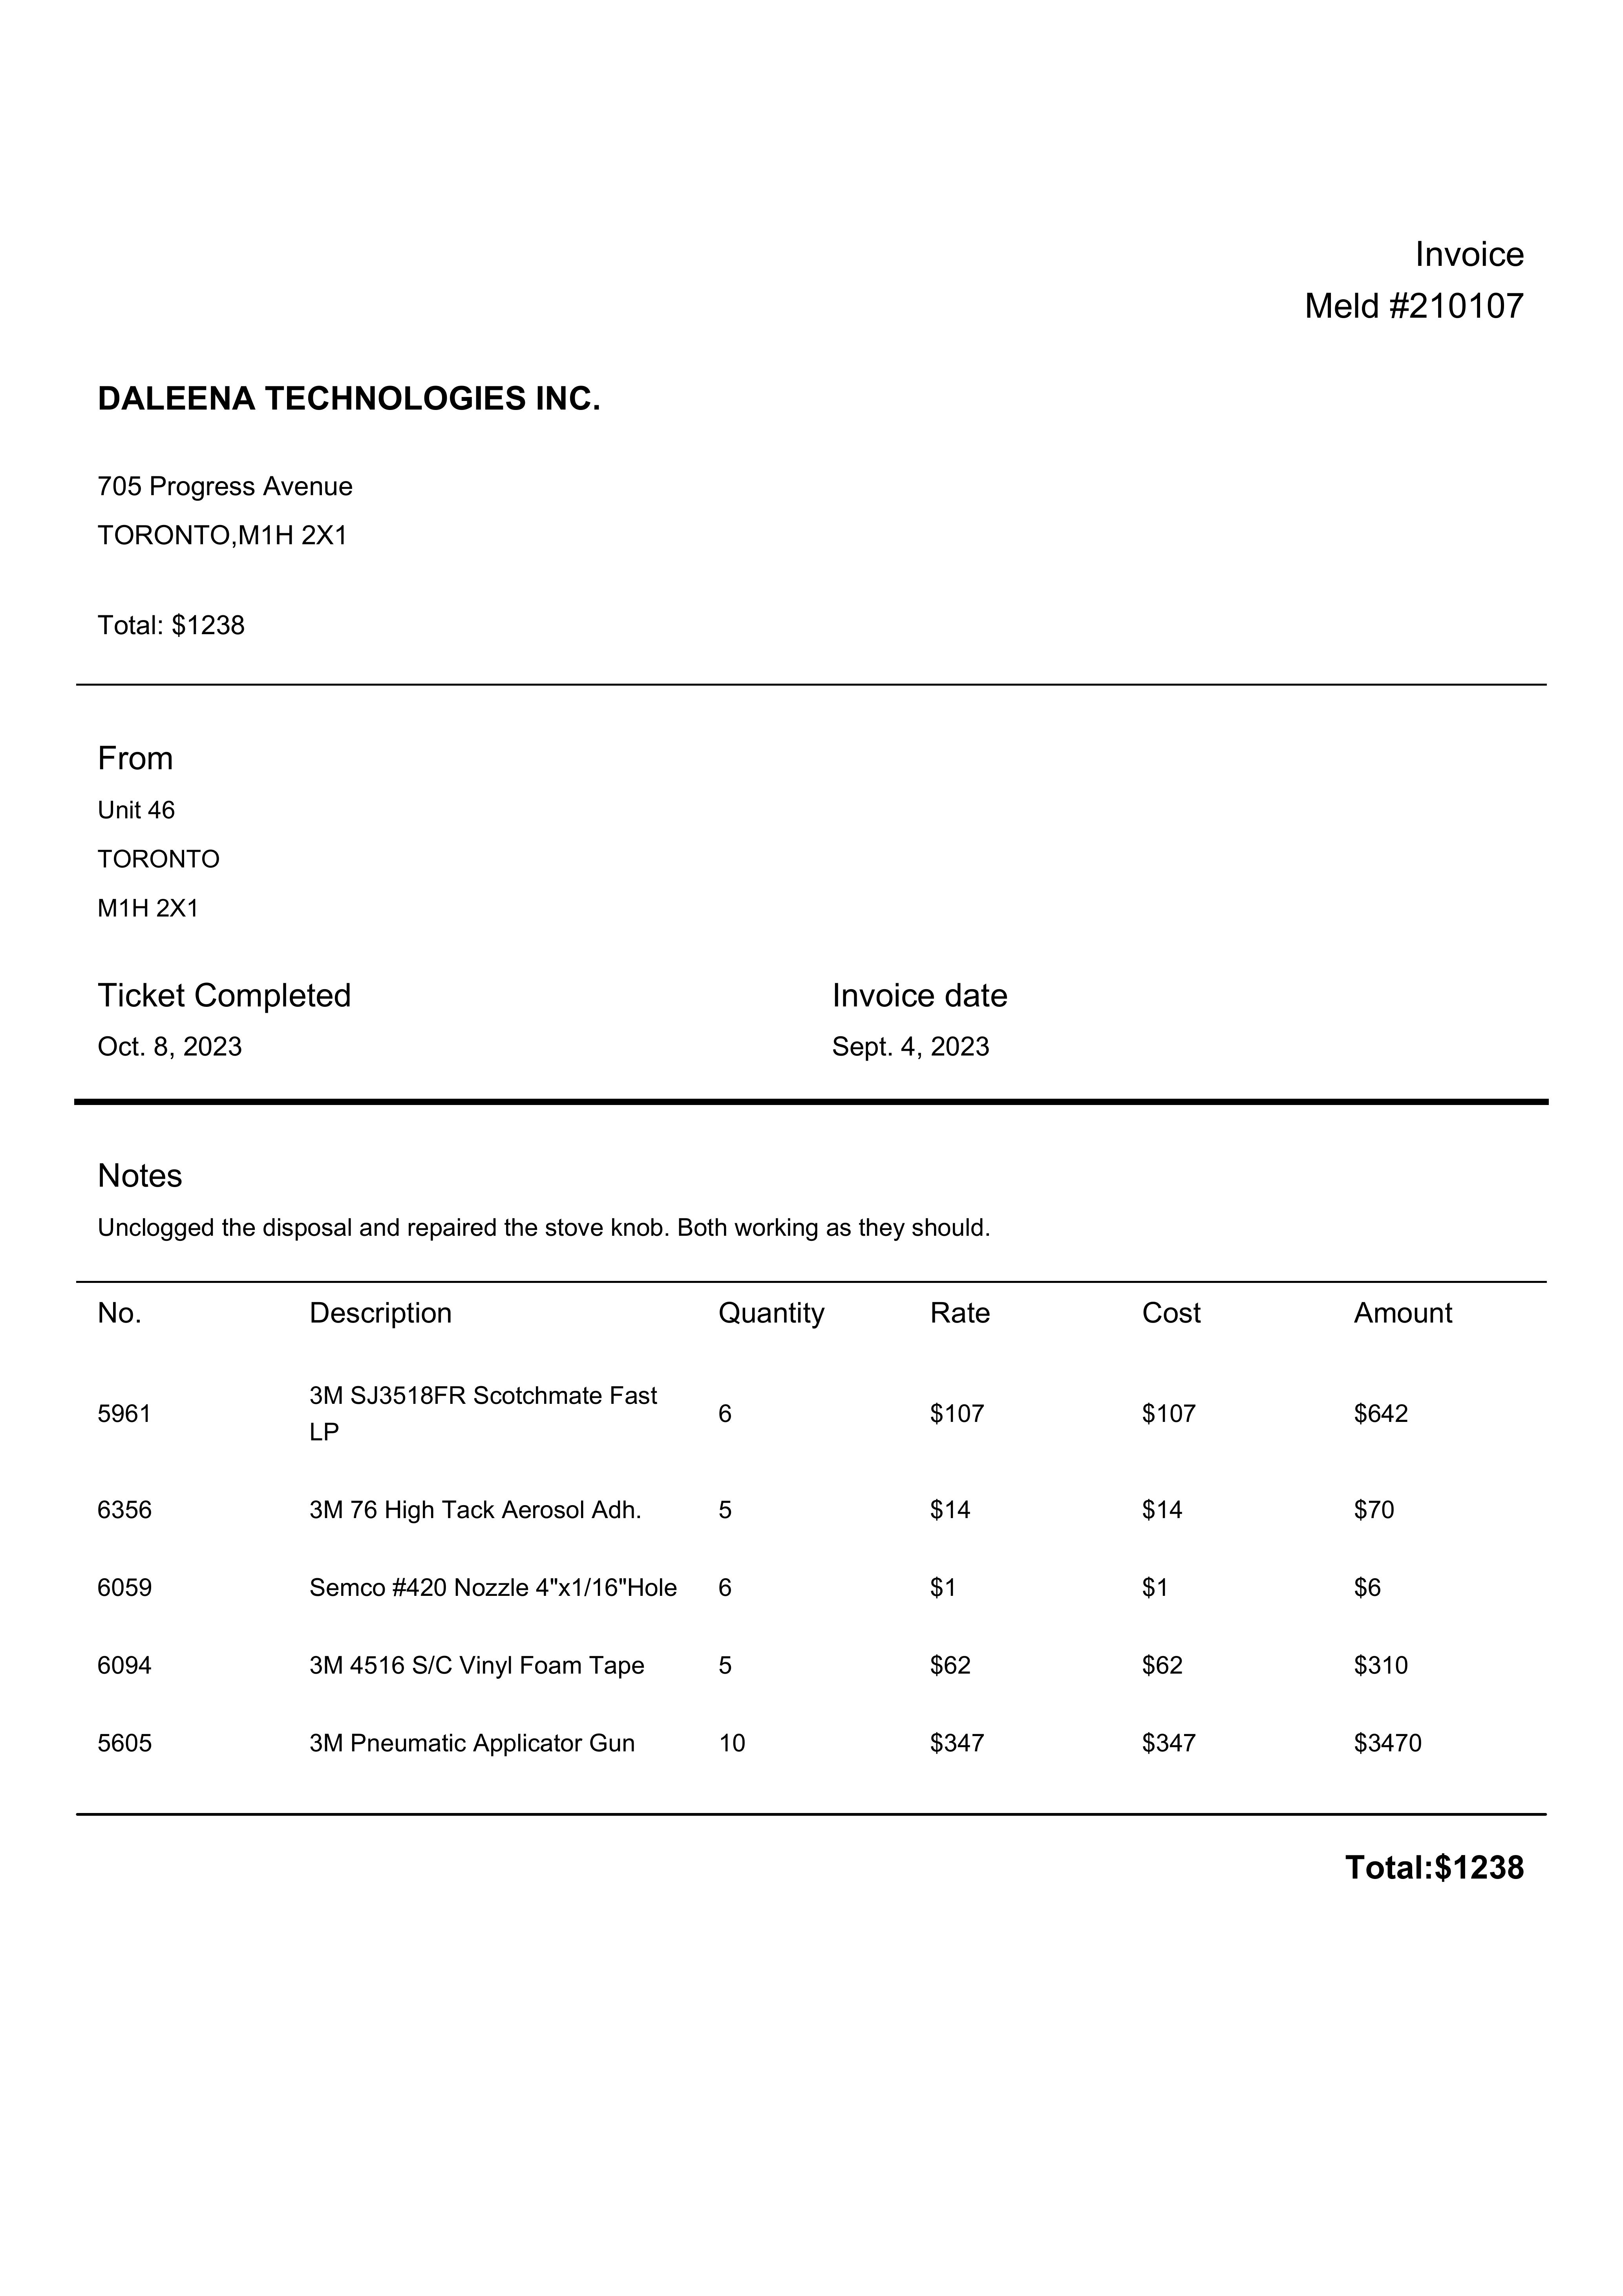 Invoice
Meld #210107
DALEENA TECHNOLOGIES INC.
705 Progress Avenue
TORONTO,M1H 2X1
Total: $1238
From
Unit 46
TORONTO
M1H 2X1
Ticket Completed Invoice date
Oct. 8, 2023 Sept. 4, 2023
Notes
Unclogged the disposal and repaired the stove knob. Both working as they should.
No. Description Quantity Rate Cost Amount
5961 3M SJ3518FR Scotchmate Fast LP 6 $107 $107 $642
6356 3M 76 High Tack Aerosol Adh. 5 $14 $14 $70
6059 Semco #420 Nozzle 4"x1/16"Hole 6 $1 $1 $6
6094 3M 4516 S/C Vinyl Foam Tape 5 $62 $62 $310
5605 3M Pneumatic Applicator Gun 10 $347 $347 $3470
Total:$1238